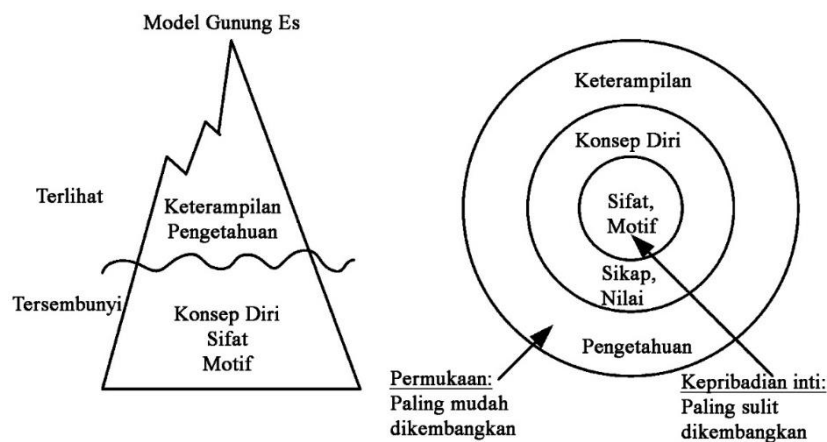 Model Gunung Es
Terlihat
Keterampilan
Pengetahuan
Tersembunyi
Konsep Diri
Sifat
Motif
Keterampilan
Konsep Diri
Sifat,
Motif
Sikap,
Nilai
Pengetahuan
Permukaan:
Paling mudah
dikembangkan
Kepribadian inti:
Paling sulit
dikembangkan